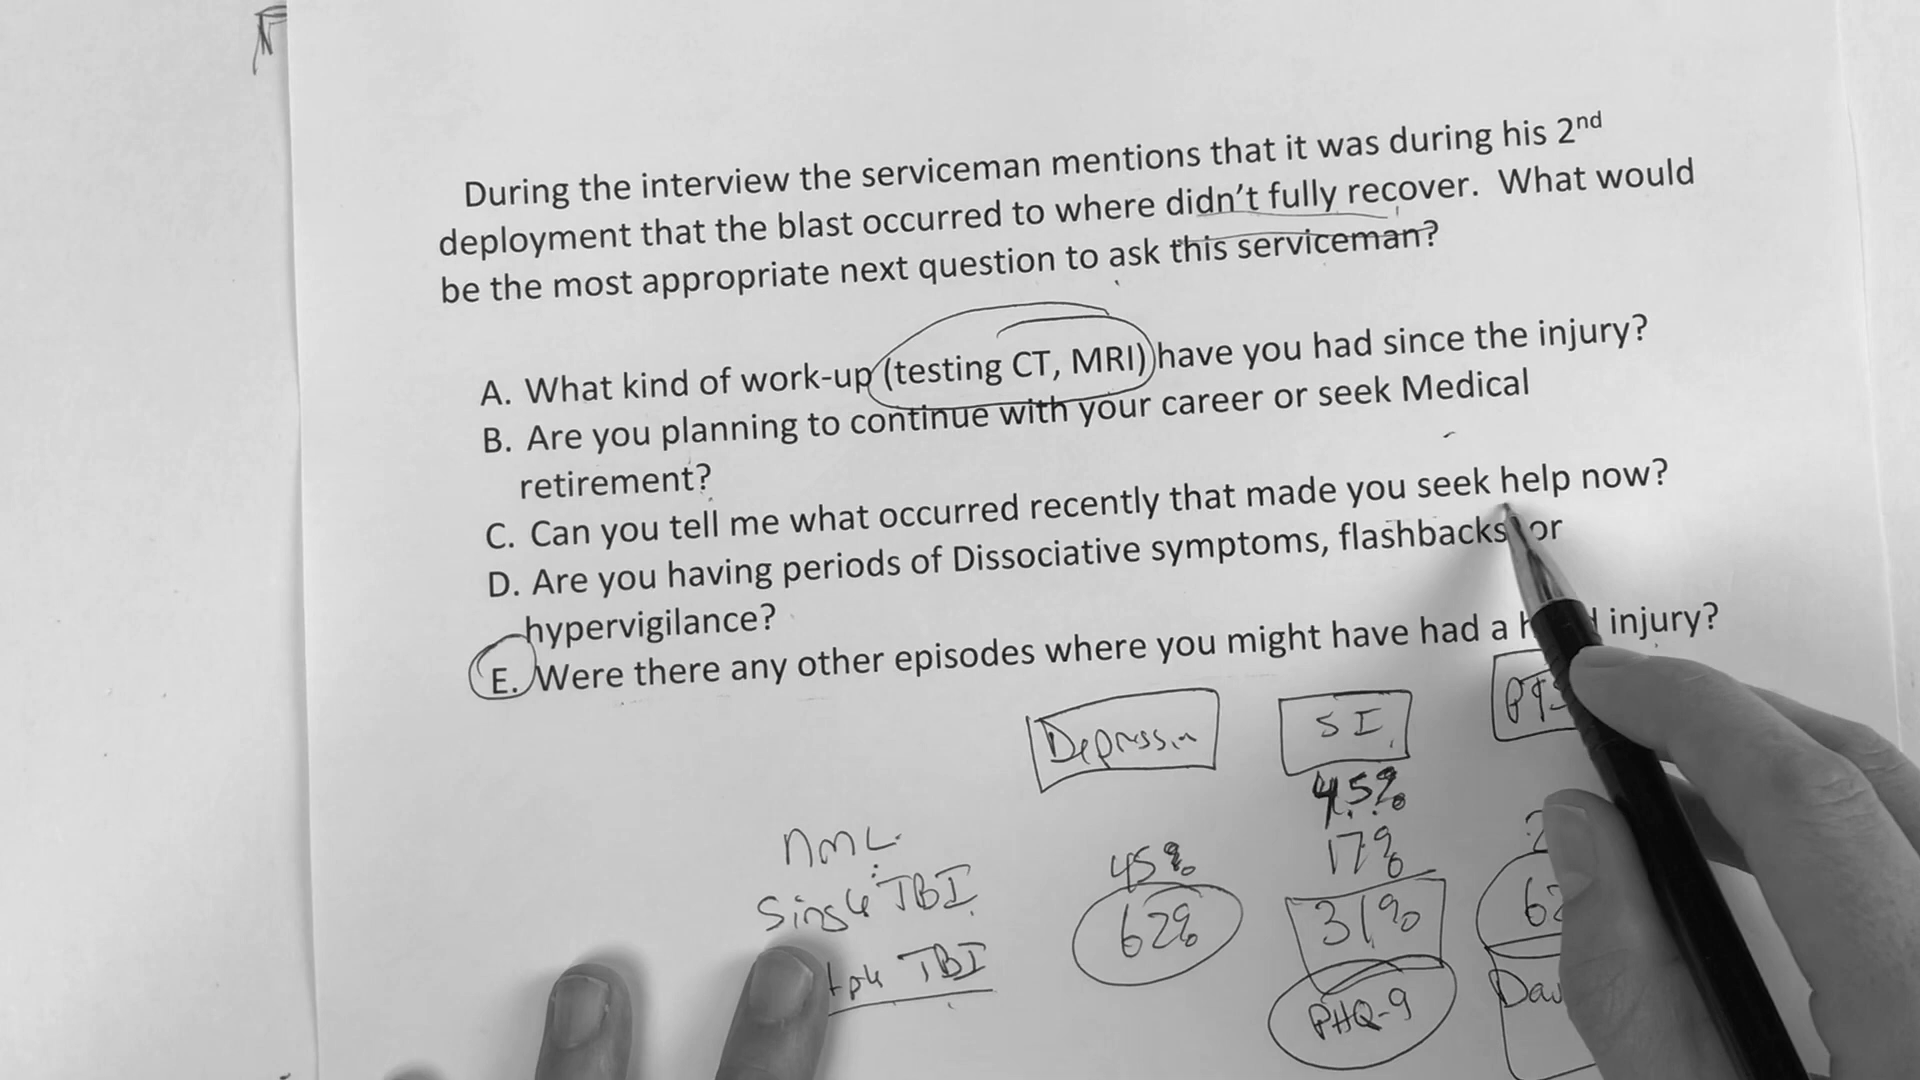 During the interview the serviceman mentions that it was during his 2nd
deployment that the blast occurred to where didn't fully recover. What would
be the most appropriate next question to ask this serviceman?
A. What kind of work-up (testing CT, MRI) have you had since the injury?
B. Are you planning to continue with your career or seek Medical
retirement?
C. Can you tell me what occurred recently that made you seek help now?
D. Are you having periods of Dissociative symptoms, flashbacks, or
hypervigilance?
E. Were there any other episodes where you might have had a injury?
Depression SI
4.5%
45% 17%
Single TBI
62% 31%
TBI
PHQ-9